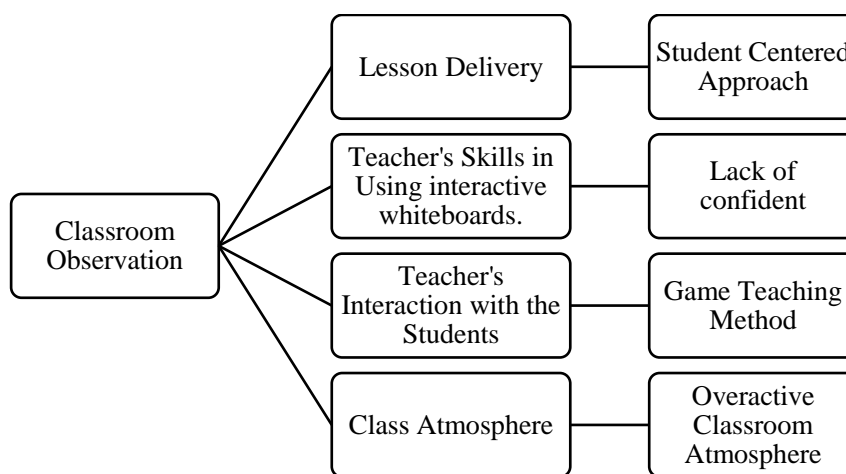 Classroom
Observation
Lesson Delivery
Student Centered
Approach
Teacher's Skills in
Using interactive
whiteboards.
Lack of
confident
Teacher's
Interaction with the
Students
Game Teaching
Method
Class Atmosphere
Overactive
Classroom
Atmosphere